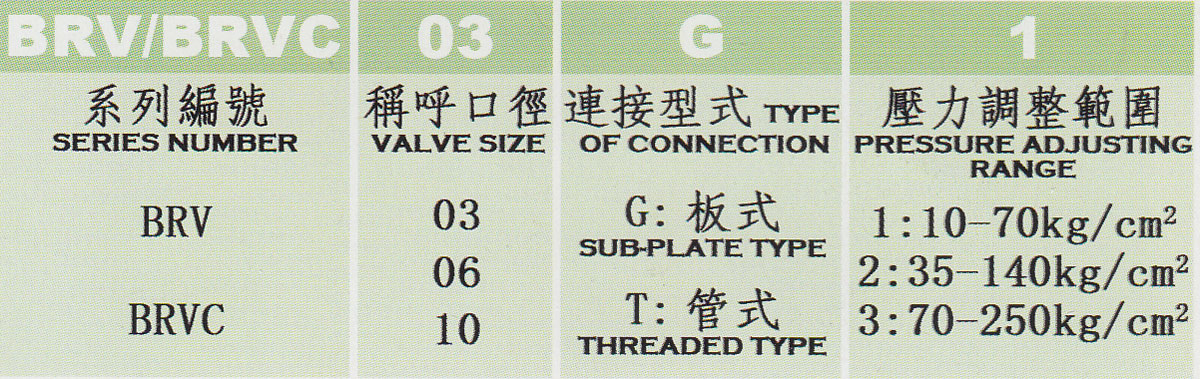 BRV/BRVC 03 G 1
系列編號
SERIES NUMBER
BRV
BRVC
稱呼口徑
VALVE SIZE
03
06
10
連接型式 TYPE
OF CONNECTION
G: 板式
SUB-PLATE TYPE
T: 管式
THREADED TYPE
壓力調整範圍
PRESSURE ADJUSTING
RANGE
1:10-70kg/cm²
2:35-140kg/cm²
3:70-250kg/cm²